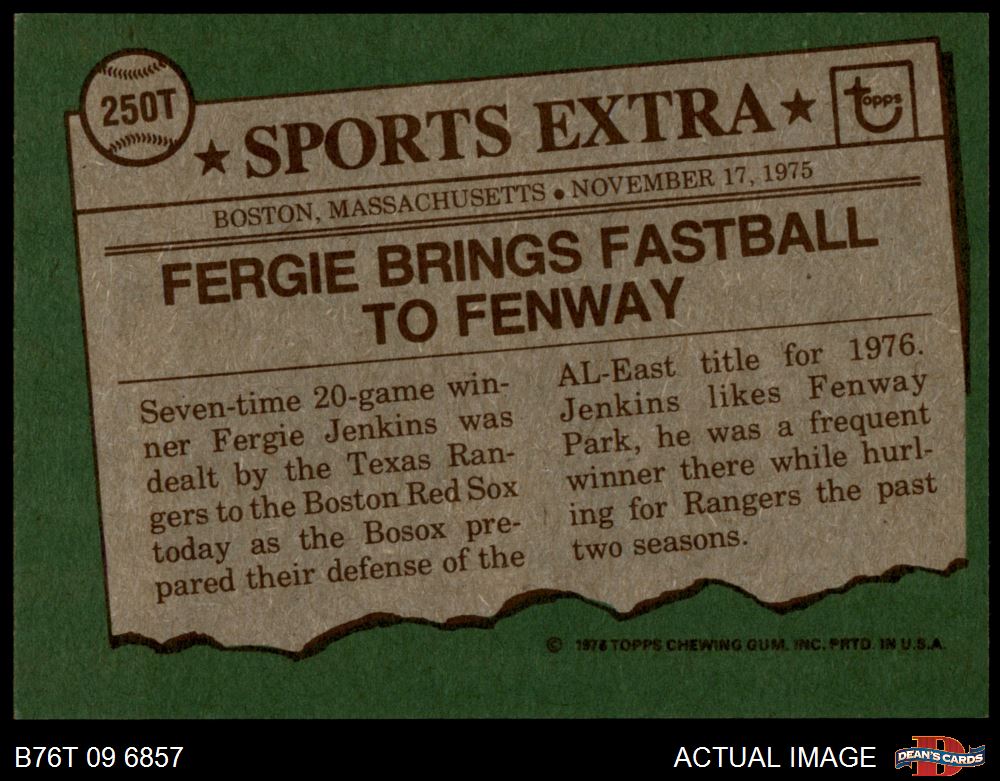 250T
★ SPORTS EXTRA ★
topps
BOSTON, MASSACHUSETTS ● NOVEMBER 17, 1975
FERGIE BRINGS FASTBALL
TO FENWAY
Seven-time 20-game win-
ner Fergie Jenkins was
dealt by the Texas Ran-
gers to the Boston Red Sox
today as the Bosox pre-
pared their defense of the
AL-East title for 1976.
Jenkins likes Fenway
Park, he was a frequent
winner there while hurl-
ing for Rangers the past
two seasons.
© 1976 TOPPS CHEWING GUM, INC. PRTD. IN U.S.A.
B76T 09 6857
ACTUAL IMAGE
D
DEAN'S CARDS